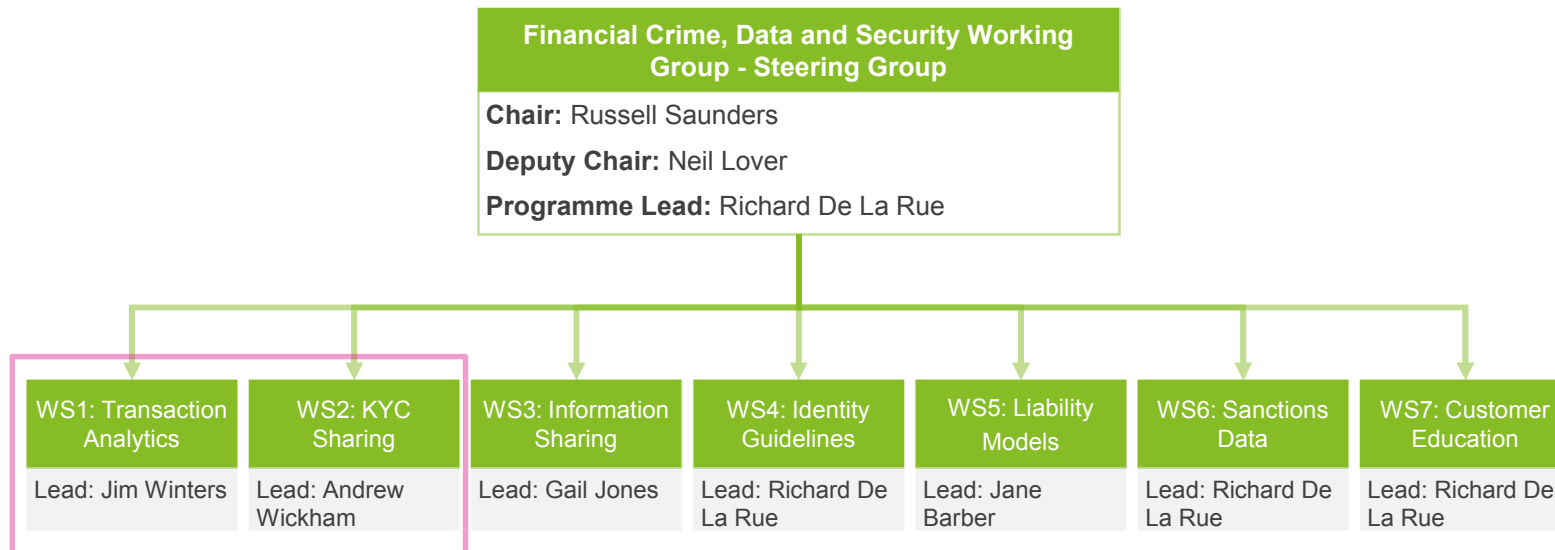 Financial Crime, Data and Security Working
Group - Steering Group
Chair: Russell Saunders
Deputy Chair: Neil Lover
Programme Lead: Richard De La Rue
WS1: Transaction
Analytics
Lead: Jim Winters
WS2: KYC
Sharing
Lead: Andrew
Wickham
WS3: Information
Sharing
Lead: Gail Jones
WS4: Identity
Guidelines
Lead: Richard De
La Rue
WS5: Liability
Models
Lead: Jane
Barber
WS6: Sanctions
Data
Lead: Richard De
La Rue
WS7: Customer
Education
Lead: Richard De
La Rue